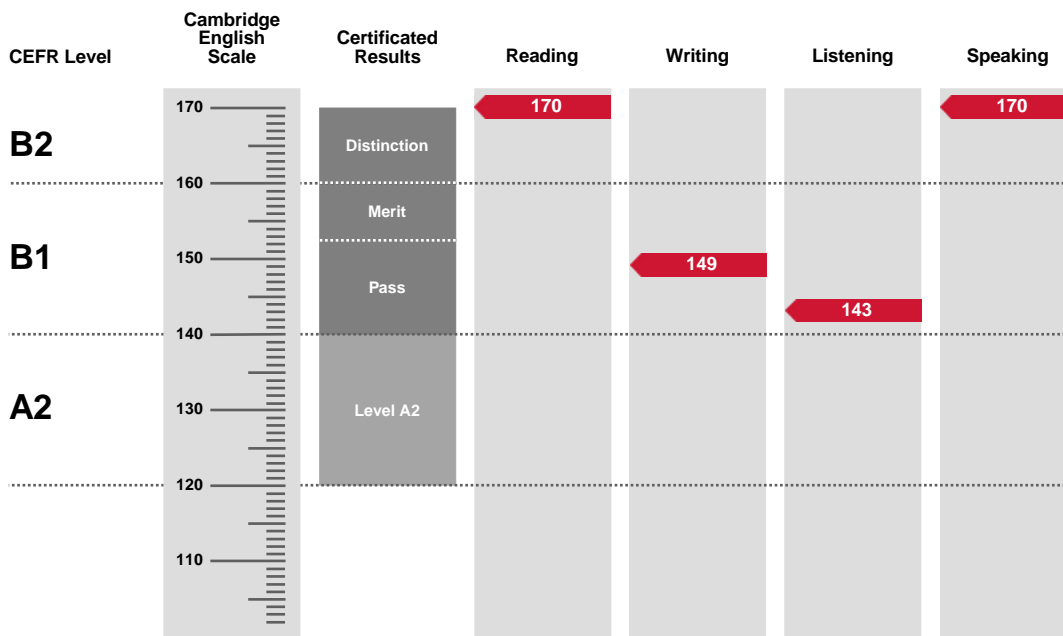 CEFR Level
Cambridge
English
Scale
Certificated
Results
Reading
Writing
Listening
Speaking
170
170
170
B2
Distinction
160
Merit
B1
150
149
Pass
143
140
A2
130
Level A2
120
110